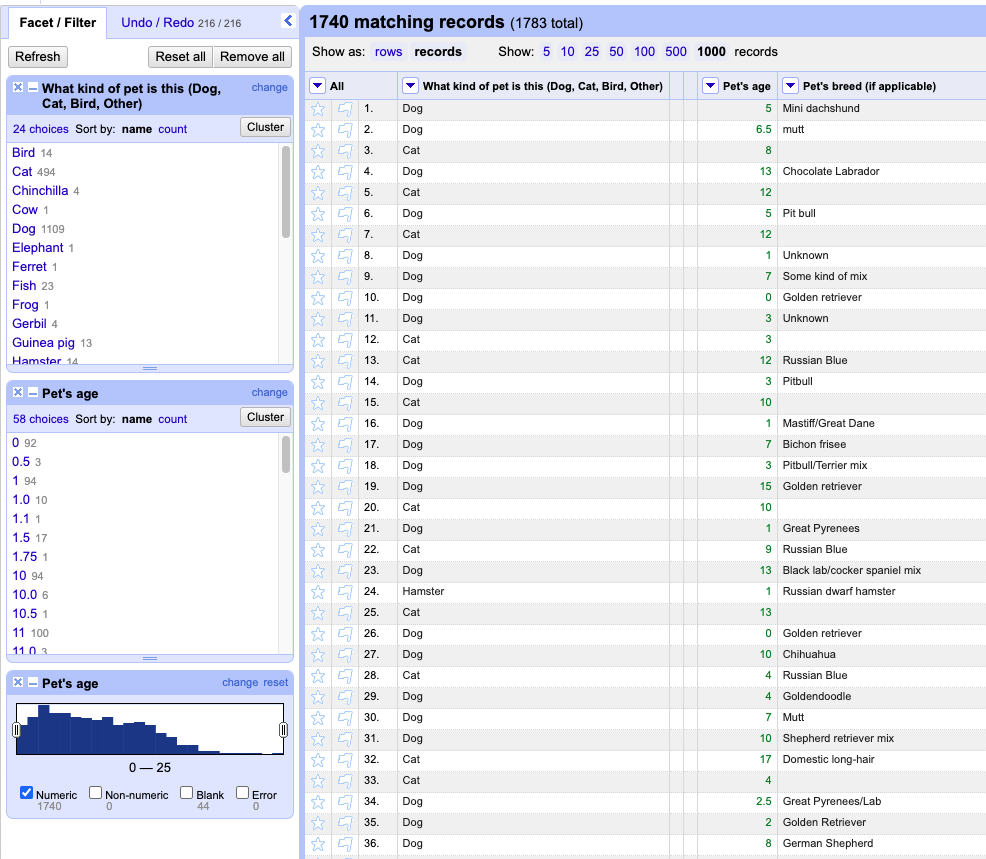 Facet / Filter Undo / Redo 216 / 216
Refresh Reset all Remove all
What kind of pet is this (Dog, Cat, Bird, Other) change
24 choices Sort by: name count Cluster
Bird 14
Cat 494
Chinchilla 4
Cow 1
Dog 1109
Elephant 1
Ferret 1
Fish 23
Frog 1
Gerbil 4
Guinea pig 13
Hamster 14
Pet's age change
58 choices Sort by: name count Cluster
0 92
0.5 3
1 94
1.0 10
1.1 1
1.5 17
1.75 1
10 94
10.0 6
10.5 1
11 100
11.0 3
Pet's age change reset
0 — 25
Numeric 1740 Non-numeric 0 Blank 44 Error 0
1740 matching records (1783 total)
Show as: rows records Show: 5 10 25 50 100 500 1000 records
All What kind of pet is this (Dog, Cat, Bird, Other) Pet's age Pet's breed (if applicable)
1. Dog 5 Mini dachshund
2. Dog 6.5 mutt
3. Cat 8
4. Dog 13 Chocolate Labrador
5. Cat 12
6. Dog 5 Pit bull
7. Cat 12
8. Dog 1 Unknown
9. Dog 7 Some kind of mix
10. Dog 0 Golden retriever
11. Dog 3 Unknown
12. Cat 3
13. Cat 12 Russian Blue
14. Dog 3 Pitbull
15. Cat 10
16. Dog 1 Mastiff/Great Dane
17. Dog 7 Bichon frisee
18. Dog 3 Pitbull/Terrier mix
19. Dog 15 Golden retriever
20. Cat 10
21. Dog 1 Great Pyrenees
22. Cat 9 Russian Blue
23. Dog 13 Black lab/cocker spaniel mix
24. Hamster 1 Russian dwarf hamster
25. Cat 13
26. Dog 0 Golden retriever
27. Dog 10 Chihuahua
28. Cat 4 Russian Blue
29. Dog 4 Goldendoodle
30. Dog 7 Mutt
31. Dog 10 Shepherd retriever mix
32. Cat 17 Domestic long-hair
33. Cat 4
34. Dog 2.5 Great Pyrenees/Lab
35. Dog 2 Golden Retriever
36. Dog 8 German Shepherd